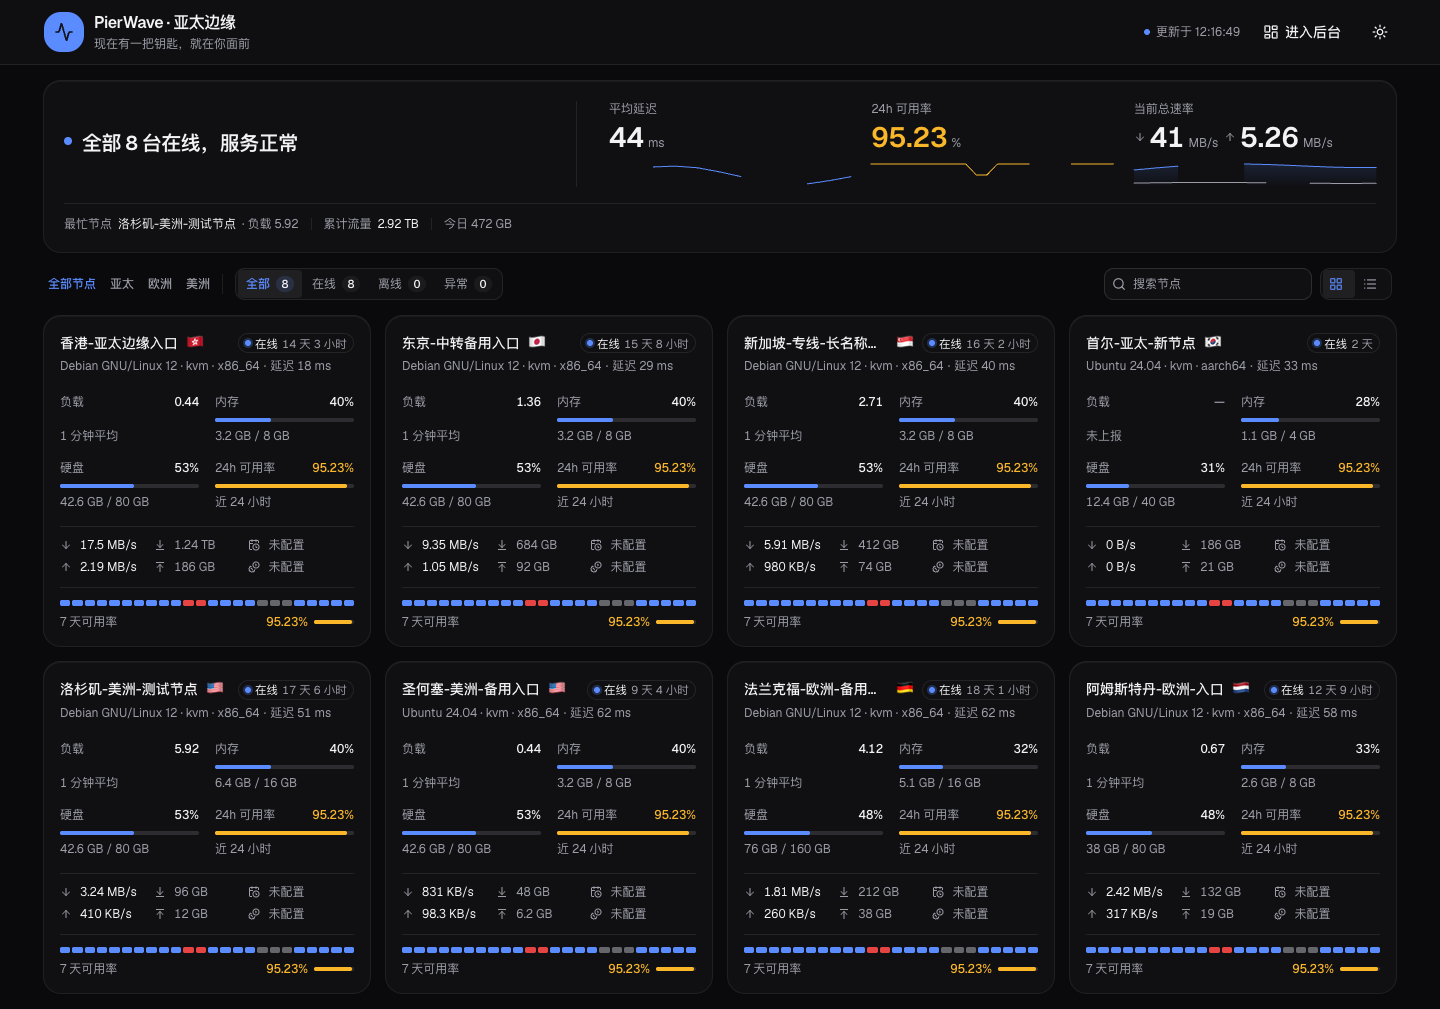 PierWave · 亚太边缘
现在有一把钥匙，就在你面前
更新于 12:16:49
进入后台
全部 8 台在线，服务正常
平均延迟
44 ms
24h 可用率
95.23 %
当前总速率
↓ 41 MB/s ↑ 5.26 MB/s
最忙节点 洛杉矶-美洲-测试节点 · 负载 5.92
累计流量 2.92 TB
今日 472 GB
全部节点 亚太 欧洲 美洲
全部 8 在线 8 离线 0 异常 0
搜索节点
香港-亚太边缘入口 在线 14 天 3 小时
Debian GNU/Linux 12 · kvm · x86_64 · 延迟 18 ms
负载 0.44 内存 40%
1 分钟平均 3.2 GB / 8 GB
硬盘 53% 24h 可用率 95.23%
42.6 GB / 80 GB 近 24 小时
↓ 17.5 MB/s 1.24 TB 未配置
↑ 2.19 MB/s 186 GB 未配置
7 天可用率 95.23%
东京-中转备用入口 在线 15 天 8 小时
Debian GNU/Linux 12 · kvm · x86_64 · 延迟 29 ms
负载 1.36 内存 40%
1 分钟平均 3.2 GB / 8 GB
硬盘 53% 24h 可用率 95.23%
42.6 GB / 80 GB 近 24 小时
↓ 9.35 MB/s 684 GB 未配置
↑ 1.05 MB/s 92 GB 未配置
7 天可用率 95.23%
新加坡-专线-长名称... 在线 16 天 2 小时
Debian GNU/Linux 12 · kvm · x86_64 · 延迟 40 ms
负载 2.71 内存 40%
1 分钟平均 3.2 GB / 8 GB
硬盘 53% 24h 可用率 95.23%
42.6 GB / 80 GB 近 24 小时
↓ 5.91 MB/s 412 GB 未配置
↑ 980 KB/s 74 GB 未配置
7 天可用率 95.23%
首尔-亚太-新节点 在线 2 天
Ubuntu 24.04 · kvm · aarch64 · 延迟 33 ms
负载 — 内存 28%
未上报 1.1 GB / 4 GB
硬盘 31% 24h 可用率 95.23%
12.4 GB / 40 GB 近 24 小时
↓ 0 B/s 186 GB 未配置
↑ 0 B/s 21 GB 未配置
7 天可用率 95.23%
洛杉矶-美洲-测试节点 在线 17 天 6 小时
Debian GNU/Linux 12 · kvm · x86_64 · 延迟 51 ms
负载 5.92 内存 40%
1 分钟平均 6.4 GB / 16 GB
硬盘 53% 24h 可用率 95.23%
42.6 GB / 80 GB 近 24 小时
↓ 3.24 MB/s 96 GB 未配置
↑ 410 KB/s 12 GB 未配置
7 天可用率 95.23%
圣何塞-美洲-备用入口 在线 9 天 4 小时
Ubuntu 24.04 · kvm · x86_64 · 延迟 62 ms
负载 0.44 内存 40%
1 分钟平均 3.2 GB / 8 GB
硬盘 53% 24h 可用率 95.23%
42.6 GB / 80 GB 近 24 小时
↓ 831 KB/s 48 GB 未配置
↑ 98.3 KB/s 6.2 GB 未配置
7 天可用率 95.23%
法兰克福-欧洲-备用... 在线 18 天 1 小时
Debian GNU/Linux 12 · kvm · x86_64 · 延迟 62 ms
负载 4.12 内存 32%
1 分钟平均 5.1 GB / 16 GB
硬盘 48% 24h 可用率 95.23%
76 GB / 160 GB 近 24 小时
↓ 1.81 MB/s 212 GB 未配置
↑ 260 KB/s 38 GB 未配置
7 天可用率 95.23%
阿姆斯特丹-欧洲-入口 在线 12 天 9 小时
Debian GNU/Linux 12 · kvm · x86_64 · 延迟 58 ms
负载 0.67 内存 33%
1 分钟平均 2.6 GB / 8 GB
硬盘 48% 24h 可用率 95.23%
38 GB / 80 GB 近 24 小时
↓ 2.42 MB/s 132 GB 未配置
↑ 317 KB/s 19 GB 未配置
7 天可用率 95.23%